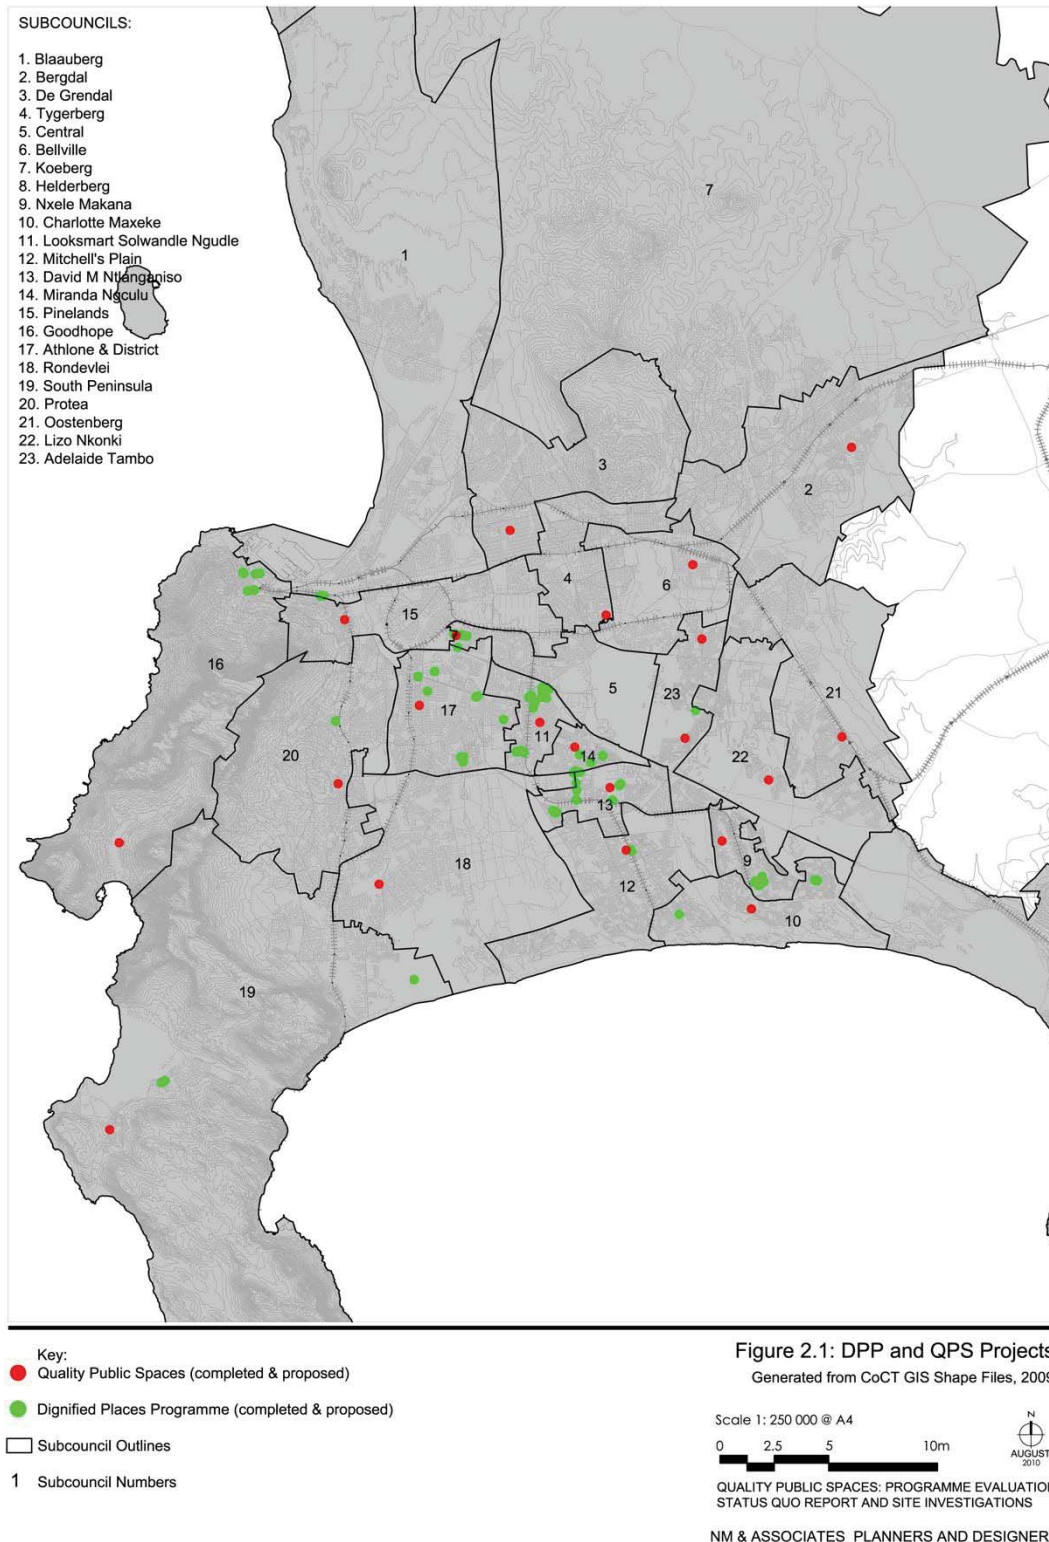 SUBCOUNCILS:
1. Blaauberg
2. Bergdal
3. De Grendal
4. Tygerberg
5. Central
6. Bellville
7. Koeberg
8. Helderberg
9. Nxele Makana
10. Charlotte Maxeke
11. Looksmart Solwandle Ngudle
12. Mitchell's Plain
13. David M Ntlanganiso
14. Miranda Ngculu
15. Pinelands
16. Goodhope
17. Athlone & District
18. Rondevlei
19. South Peninsula
20. Protea
21. Oostenberg
22. Lizo Nkonki
23. Adelaide Tambo
7
1
3
2
4
6
15
16
5
23
21
17
11
20
14
22
13
18
9
12
10
19
Key:
Quality Public Spaces (completed & proposed)
Dignified Places Programme (completed & proposed)
Subcouncil Outlines
1 Subcouncil Numbers
Figure 2.1: DPP and QPS Projects
Generated from CoCT GIS Shape Files, 2009
Scale 1: 250 000 @ A4
0 2.5 5 10m
N
AUGUST
2010
QUALITY PUBLIC SPACES: PROGRAMME EVALUATION
STATUS QUO REPORT AND SITE INVESTIGATIONS
NM & ASSOCIATES PLANNERS AND DESIGNER